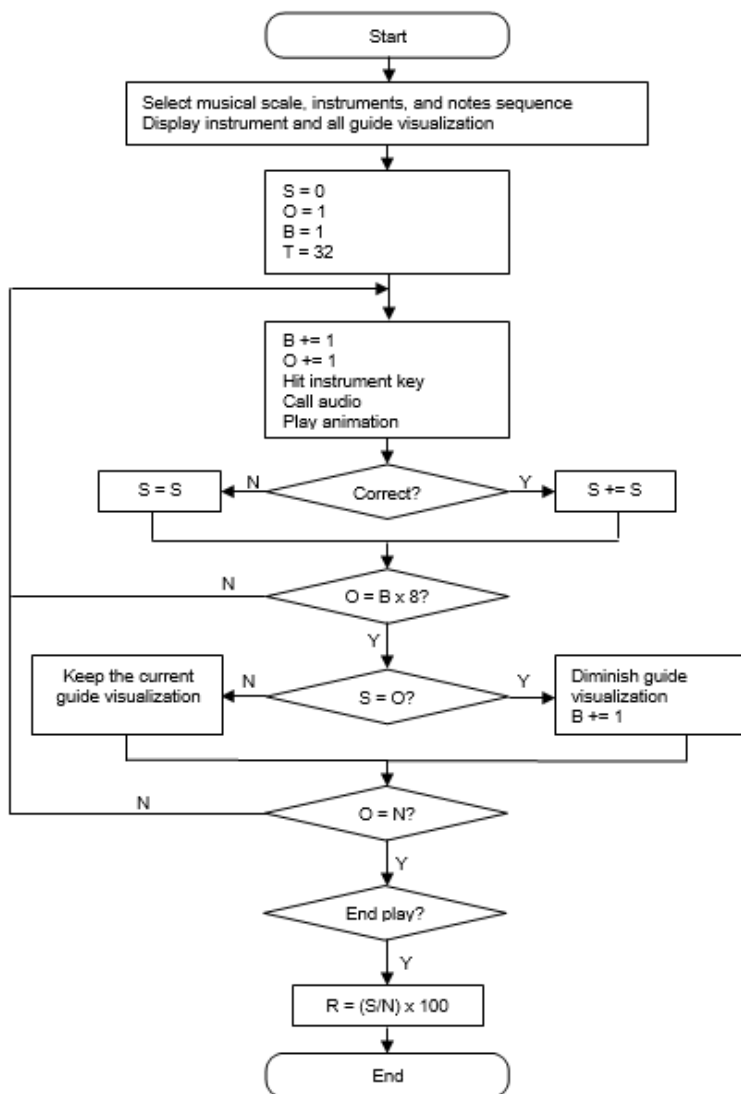 Start
Select musical scale, instruments, and notes sequence
Display instrument and all guide visualization
S = 0
O = 1
B = 1
T = 32
B += 1
O += 1
Hit instrument key
Call audio
Play animation
S = S
N
Correct?
Y
S += S
N
O = B x 8?
Y
Keep the current
guide visualization
N
S = O?
Y
Diminish guide
visualization
B += 1
N
O = N?
Y
End play?
Y
R = (S/N) x 100
End